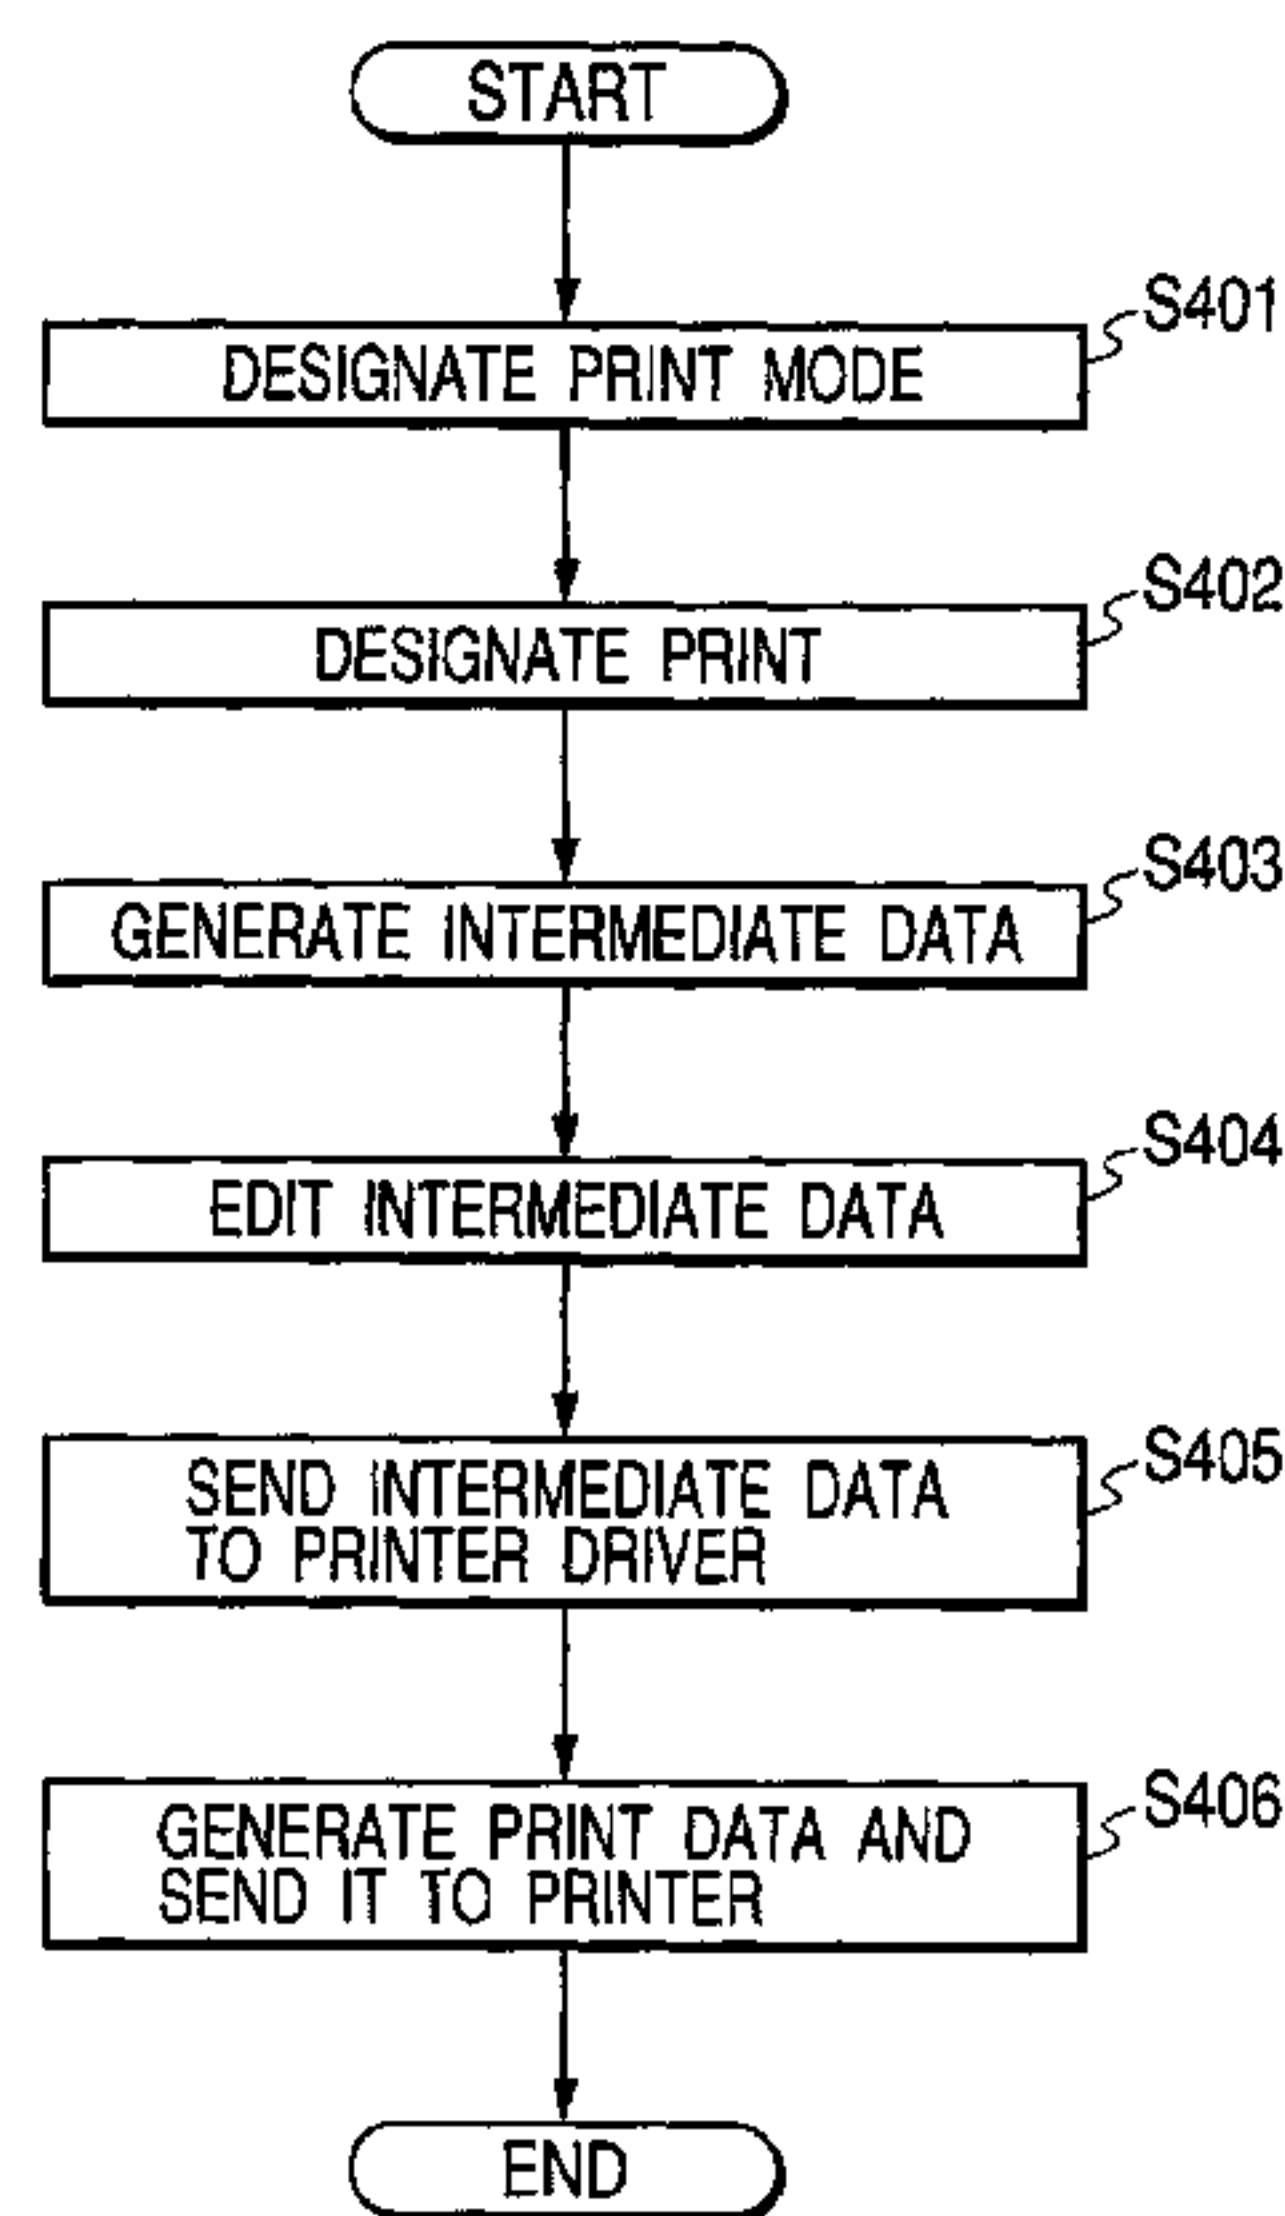 START
S401
DESIGNATE PRINT MODE
S402
DESIGNATE PRINT
S403
GENERATE INTERMEDIATE DATA
S404
EDIT INTERMEDIATE DATA
S405
SEND INTERMEDIATE DATA
TO PRINTER DRIVER
S406
GENERATE PRINT DATA AND
SEND IT TO PRINTER
END